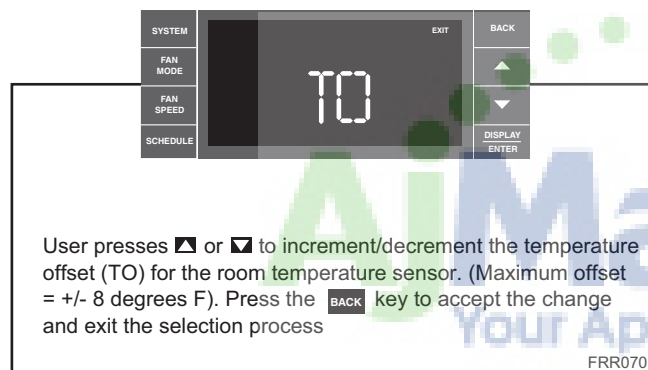 SYSTEM
EXIT
BACK
FAN
MODE
FAN
SPEED
TO
SCHEDULE
DISPLAY
ENTER
User presses ▲ or ▼ to increment/decrement the temperature
offset (TO) for the room temperature sensor. (Maximum offset
= +/- 8 degrees F). Press the BACK key to accept the change
and exit the selection process
Your Ap
FRR070